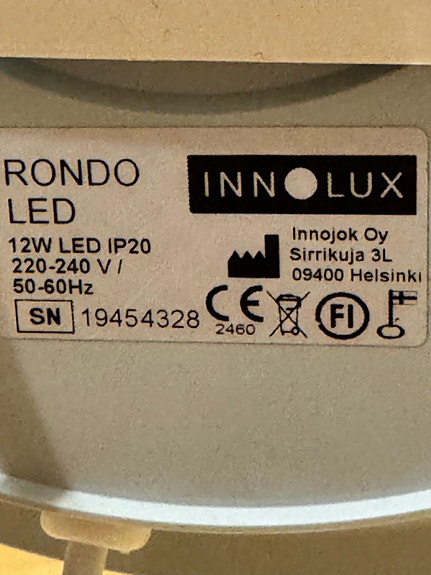 RONDO
LED
12W LED IP20
220-240 V /
50-60Hz
SN 19454328
INNOLUX
Innojok Oy
Sirrikuja 3L
09400 Helsinki
CE
2460
FI